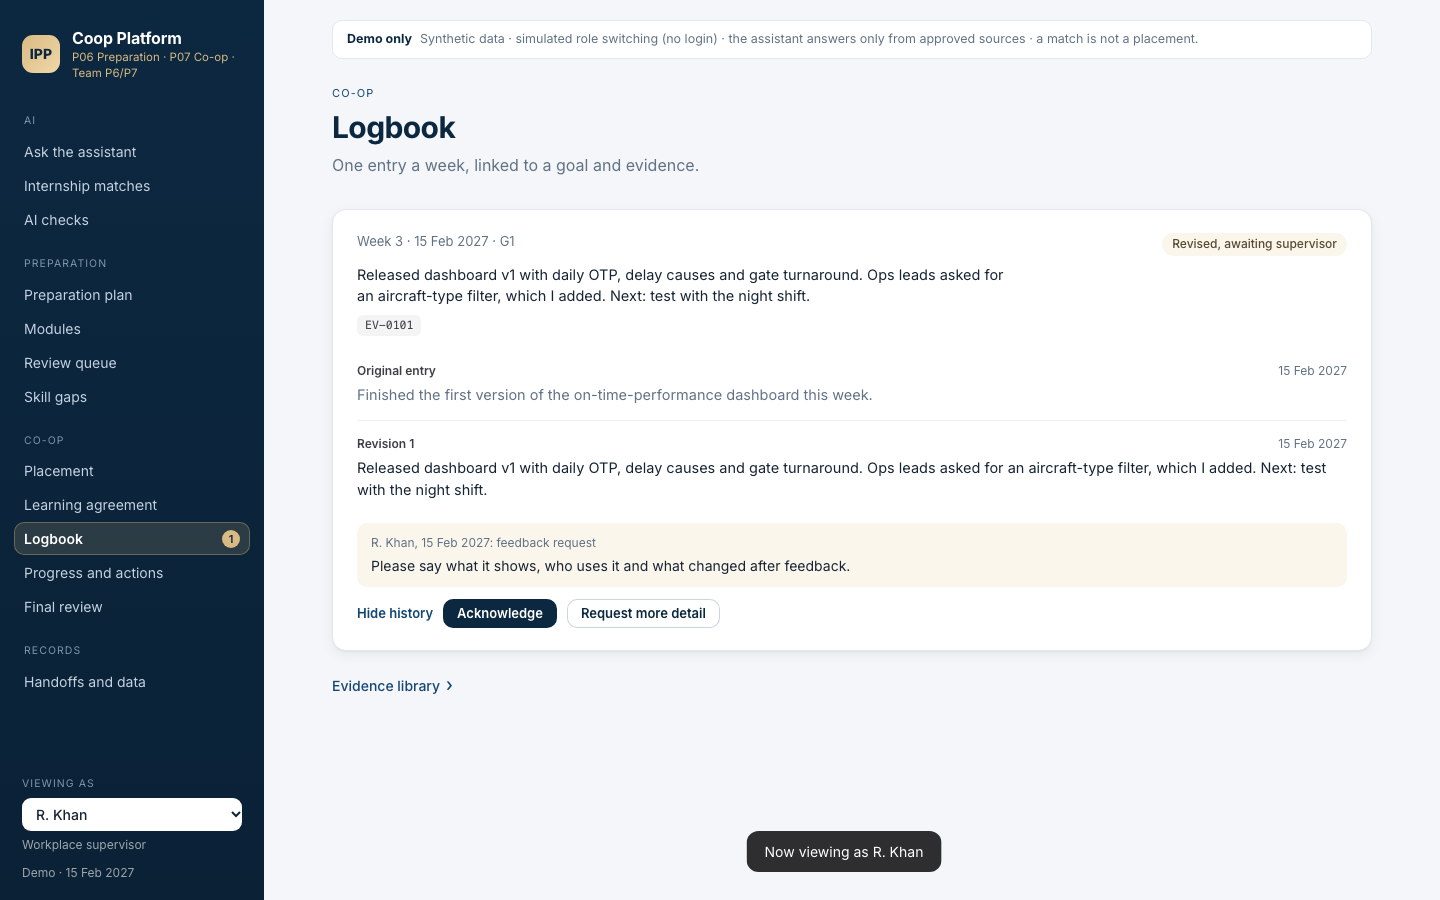 IPP
Coop Platform
P06 Preparation · P07 Co-op ·
Team P6/P7
AI
Ask the assistant
Internship matches
AI checks
PREPARATION
Preparation plan
Modules
Review queue
Skill gaps
CO-OP
Placement
Learning agreement
Logbook 1
Progress and actions
Final review
RECORDS
Handoffs and data
VIEWING AS
R. Khan
Workplace supervisor
Demo · 15 Feb 2027
Demo only Synthetic data · simulated role switching (no login) · the assistant answers only from approved sources · a match is not a placement.
CO-OP
Logbook
One entry a week, linked to a goal and evidence.
Week 3 · 15 Feb 2027 · G1
Revised, awaiting supervisor
Released dashboard v1 with daily OTP, delay causes and gate turnaround. Ops leads asked for
an aircraft-type filter, which I added. Next: test with the night shift.
EV-0101
Original entry 15 Feb 2027
Finished the first version of the on-time-performance dashboard this week.
Revision 1 15 Feb 2027
Released dashboard v1 with daily OTP, delay causes and gate turnaround. Ops leads asked for an aircraft-type filter, which I added. Next: test
with the night shift.
R. Khan, 15 Feb 2027: feedback request
Please say what it shows, who uses it and what changed after feedback.
Hide history Acknowledge Request more detail
Evidence library ›
Now viewing as R. Khan